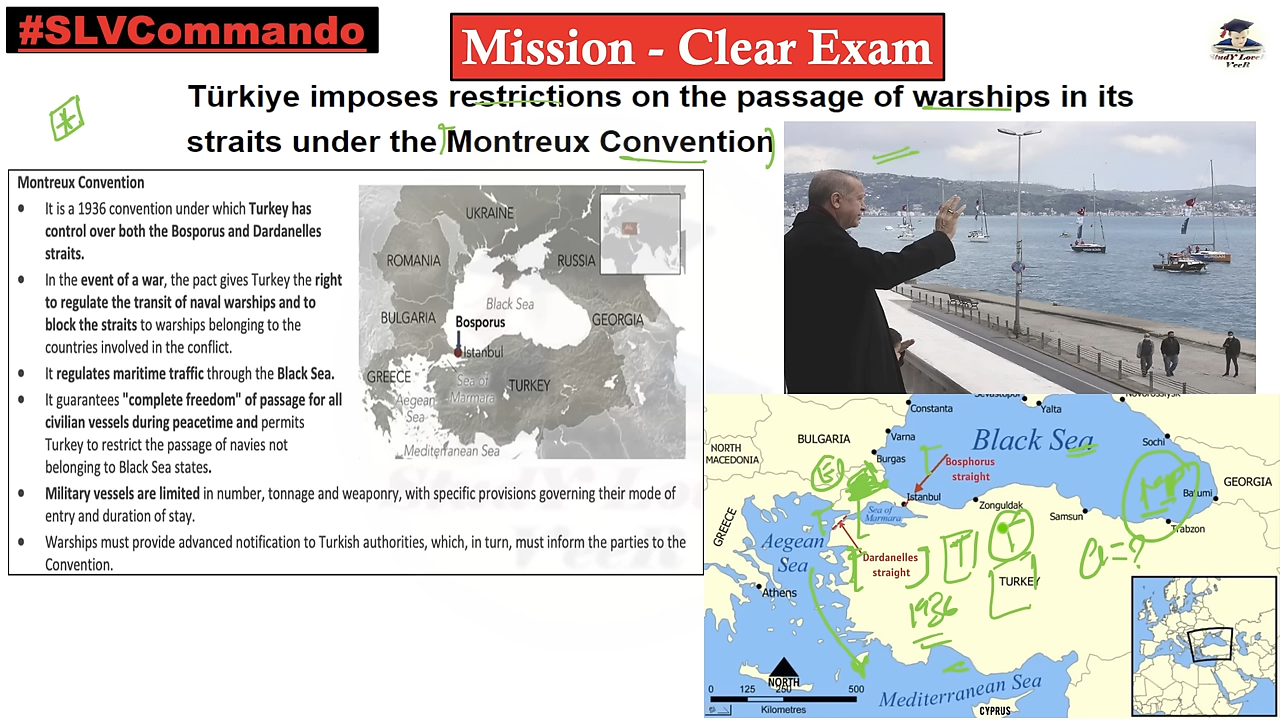 #SLVCommando
Mission - Clear Exam
StudY Lover
VeeR
Türkiye imposes restrictions on the passage of warships in its
straits under the Montreux Convention
Montreux Convention
• It is a 1936 convention under which Turkey has
control over both the Bosporus and Dardanelles
straits.
• In the event of a war, the pact gives Turkey the right
to regulate the transit of naval warships and to
block the straits to warships belonging to the
countries involved in the conflict.
• It regulates maritime traffic through the Black Sea.
• It guarantees "complete freedom" of passage for all
civilian vessels during peacetime and permits
Turkey to restrict the passage of navies not
belonging to Black Sea states.
• Military vessels are limited in number, tonnage and weaponry, with specific provisions governing their mode of
entry and duration of stay.
• Warships must provide advanced notification to Turkish authorities, which, in turn, must inform the parties to the
Convention.
UKRAINE
ROMANIA
RUSSIA
Black Sea
BULGARIA
Bosporus
GEORGIA
Istanbul
GREECE
Sea of
Marmara
TURKEY
Aegean
Sea
Mediterranean Sea
Constanta
Yalta
BULGARIA
Varna
Black Sea
Sochi
NORTH
MACEDONIA
Burgas
Bosphorus
straight
GEORGIA
Istanbul
Batumi
Zonguldak
Sea of
Marmara
Samsun
Trabzon
GREECE
Aegean
Sea
Dardanelles
straight
T
TURKEY
Athens
1936
NORTH
0 125 250 500
Kilometres
Mediterranean Sea
CYPRUS